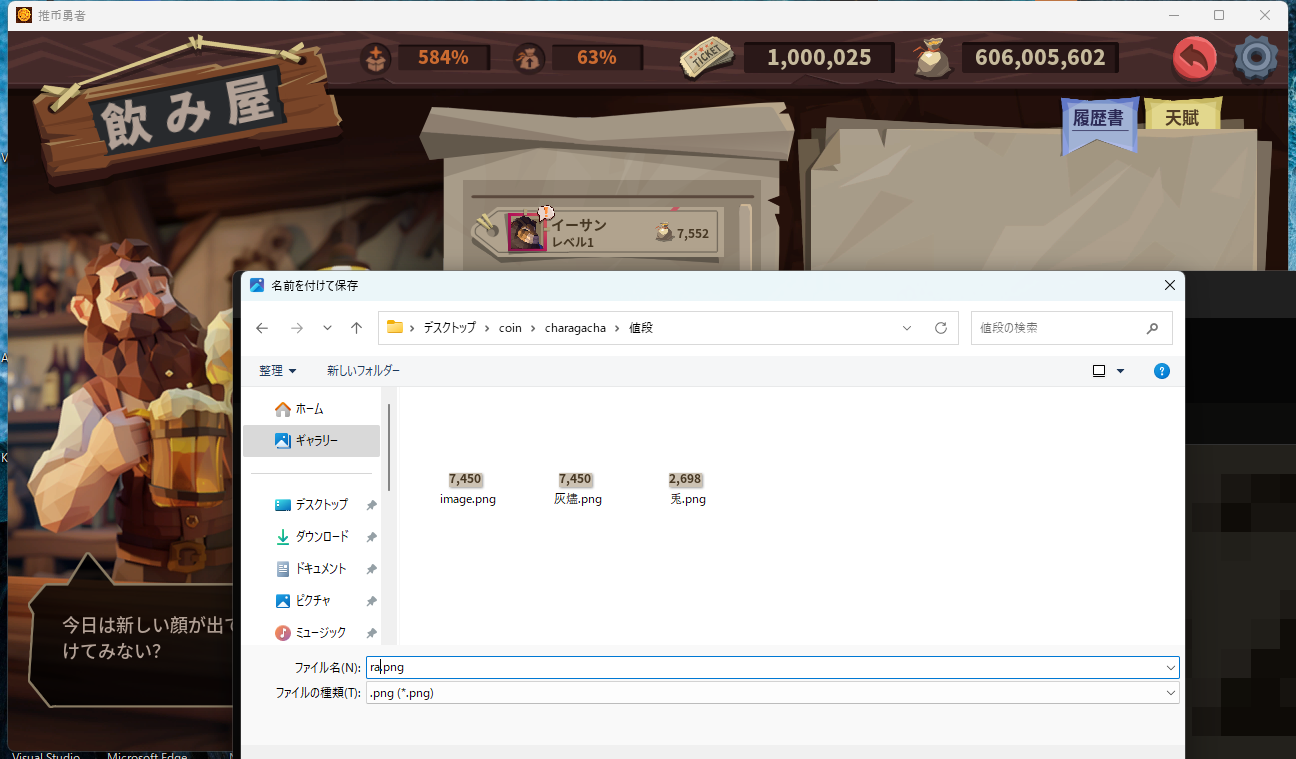 推币勇者
584%
63%
TICKET
1,000,025
606,005,602
飲み屋
履歴書
天賦
イーサン
レベル1
7,552
名前を付けて保存
デスクトップ
coin
charagacha
値段
値段の検索
整理
新しいフォルダー
ホーム
ギャラリー
デスクトップ
ダウンロード
ドキュメント
ピクチャ
ミュージック
7,450
image.png
7,450
灰燼.png
2,698
兎.png
今日は新しい顔が出て
けてみない?
ファイル名(N):
ra.png
ファイルの種類(T):
.png (*.png)
Visual Studio
Microsoft Edge